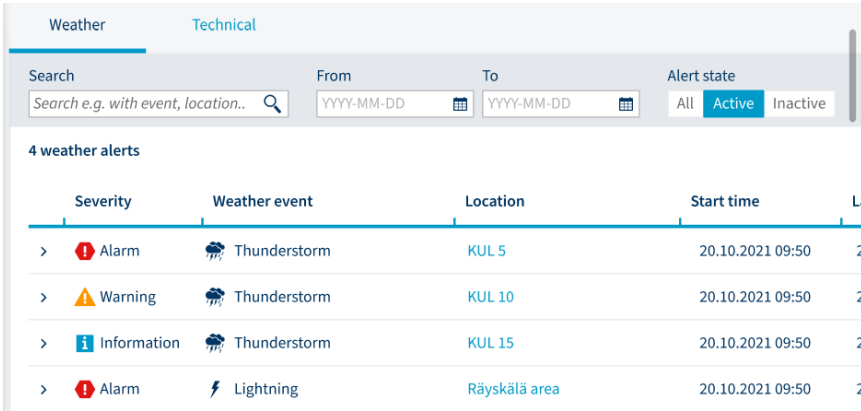 Weather Technical
Search From To Alert state
Search e.g. with event, location.. YYYY-MM-DD YYYY-MM-DD All Active Inactive
4 weather alerts
Severity Weather event Location Start time
Alarm Thunderstorm KUL 5 20.10.2021 09:50
Warning Thunderstorm KUL 10 20.10.2021 09:50
Information Thunderstorm KUL 15 20.10.2021 09:50
Alarm Lightning Räyskälä area 20.10.2021 09:50